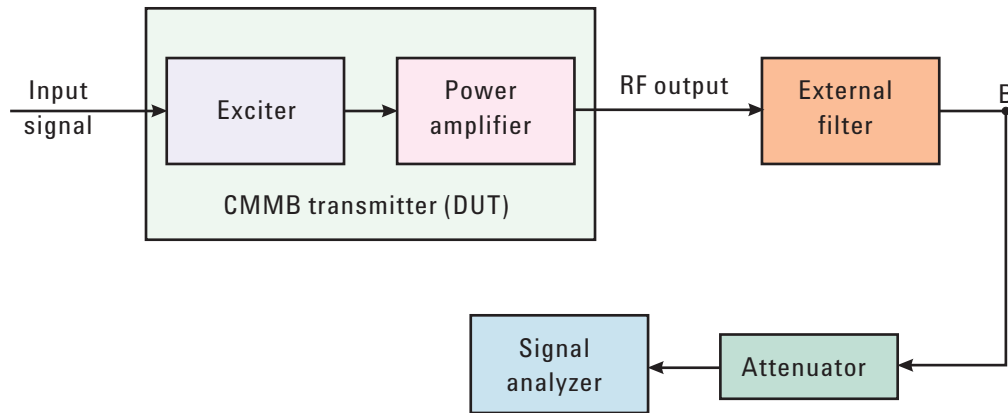 Input
signal
Exciter
Power
amplifier
CMMB transmitter (DUT)
RF output
External
filter
B
Signal
analyzer
Attenuator